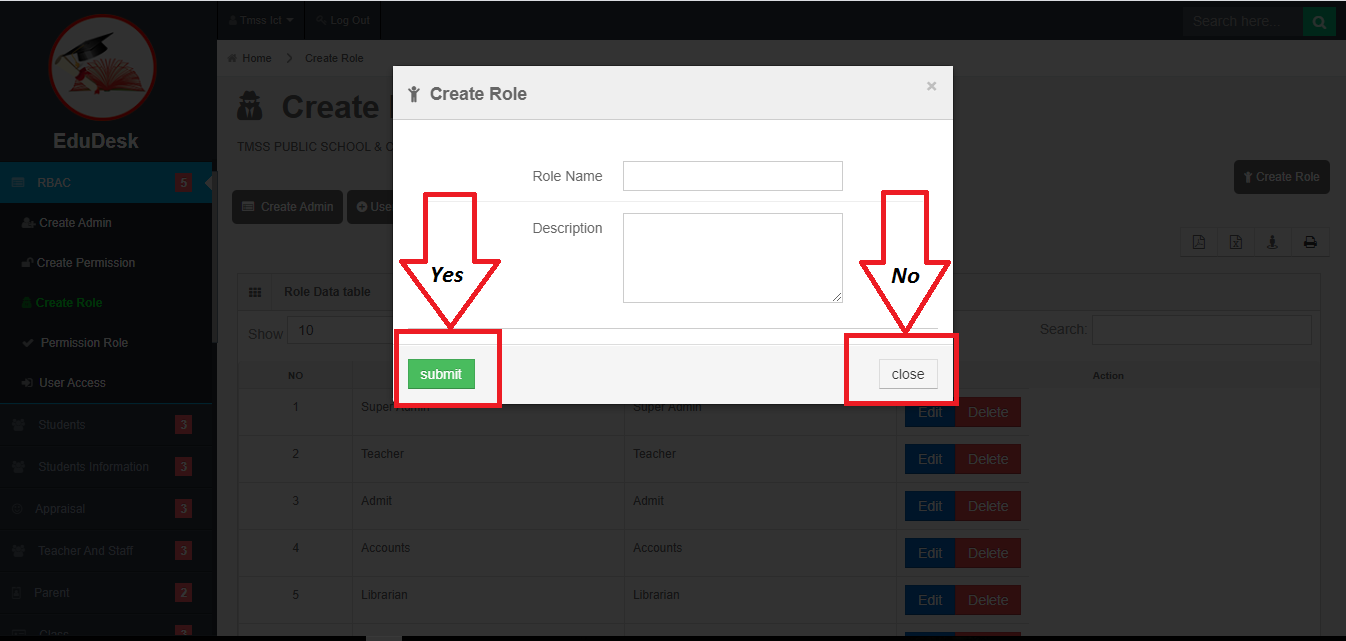 Tmss Ict
Log Out
Search here...
EduDesk
Home
Create Role
Create
TMSS PUBLIC SCHOOL & C
RBAC 5
Create Admin
Create Permission
Create Role
Permission Role
User Access
Students 3
Students Information 3
Appraisal 3
Teacher And Staff 3
Parent 2
Class 3
Create Admin
Use
Create Role
Role Data table
Show 10
Search:
NO
Action
1 Super Admin Super Admin Edit Delete
2 Teacher Teacher Edit Delete
3 Admit Admit Edit Delete
4 Accounts Accounts Edit Delete
5 Librarian Librarian Edit Delete
Create Role ×
Role Name
Description
Yes
No
submit
close